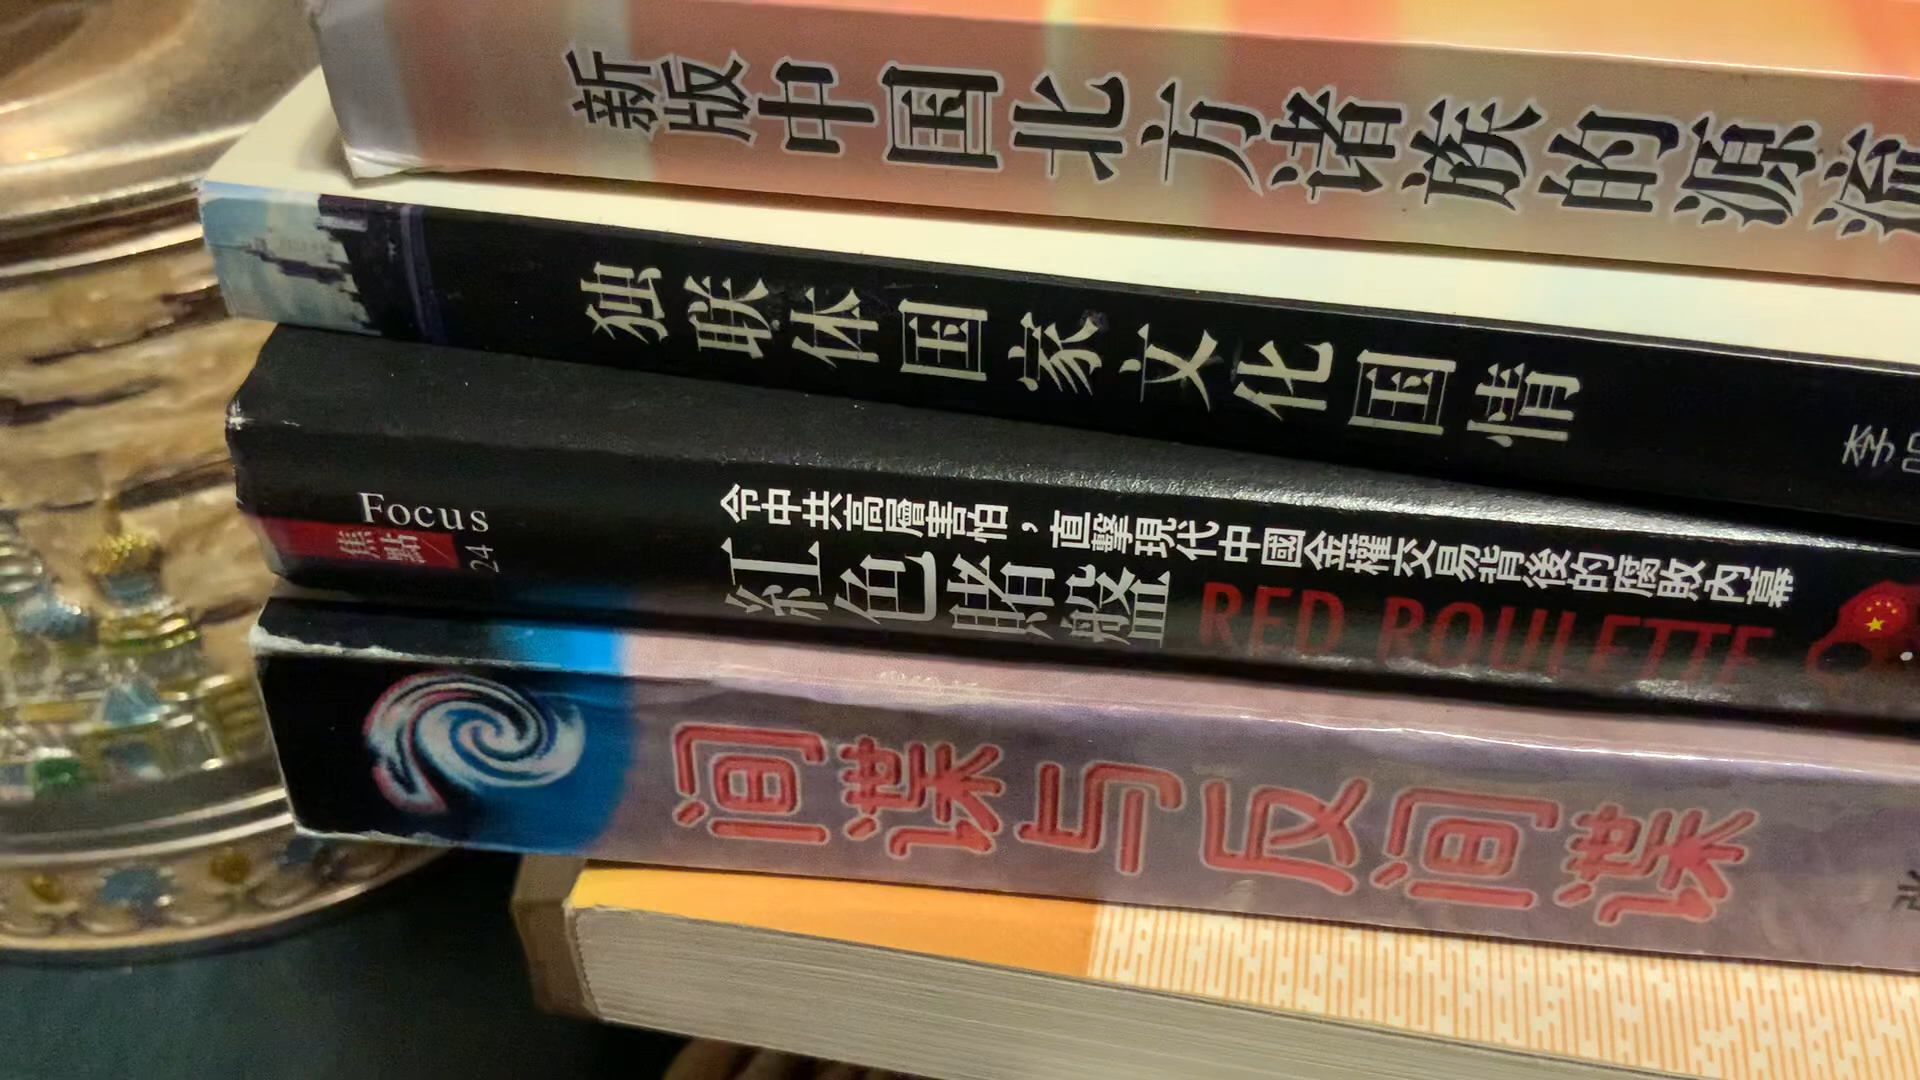 新版中国北方诸族的源流
独联体国家文化国情
李
Focus
焦點
24
令中共高層害怕，直擊現代中國金權交易背後的腐敗內幕
紅色賭盤
RED ROULETTE
间谍与反间谍
张